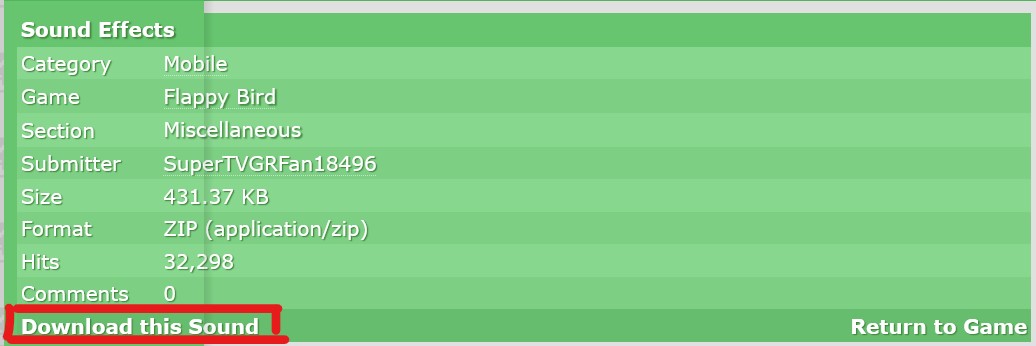 Sound Effects
Category Mobile
Game Flappy Bird
Section Miscellaneous
Submitter SuperTVGRFan18496
Size 431.37 KB
Format ZIP (application/zip)
Hits 32,298
Comments 0
Download this Sound Return to Game